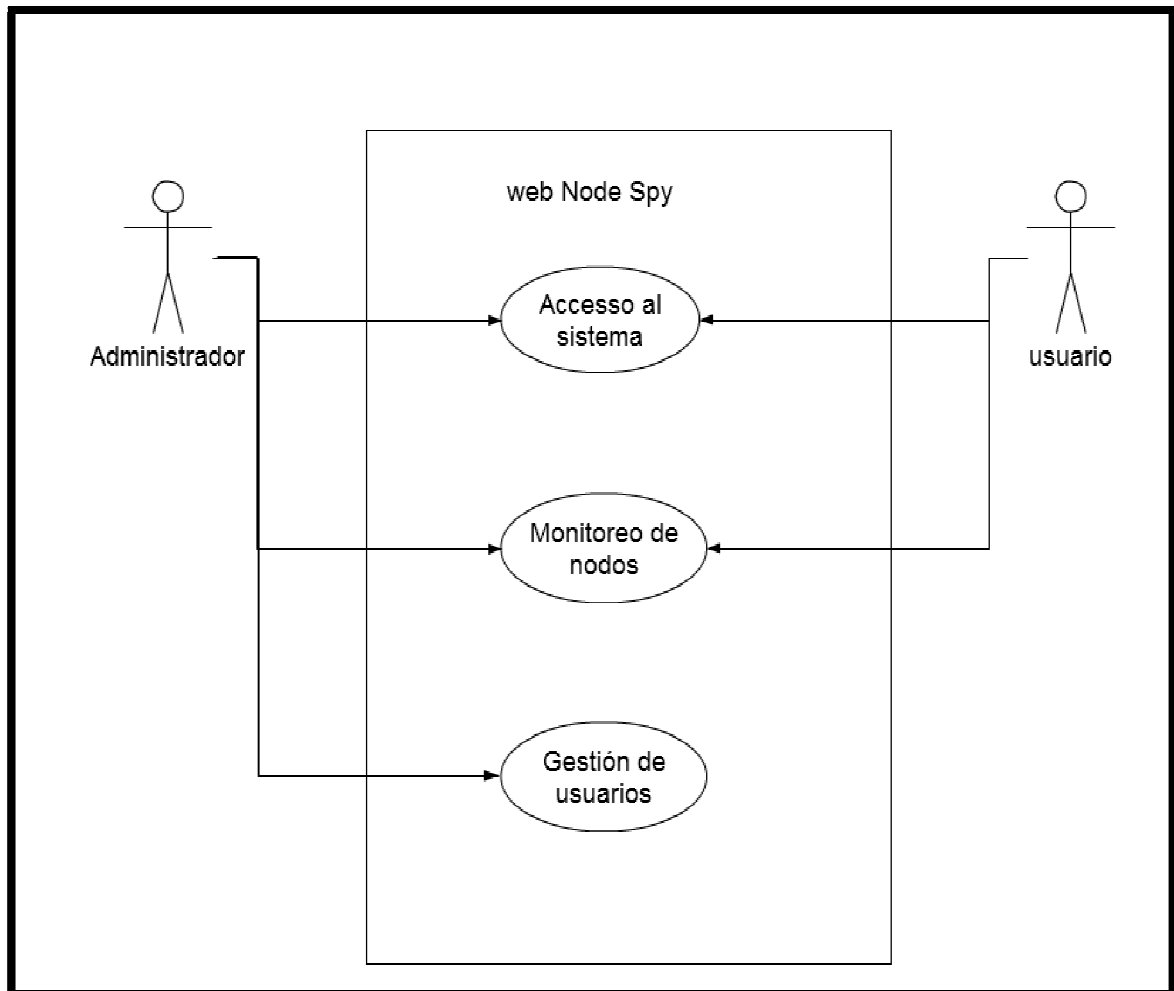 web Node Spy
Administrador
usuario
Accesso al
sistema
Monitoreo de
nodos
Gestión de
usuarios